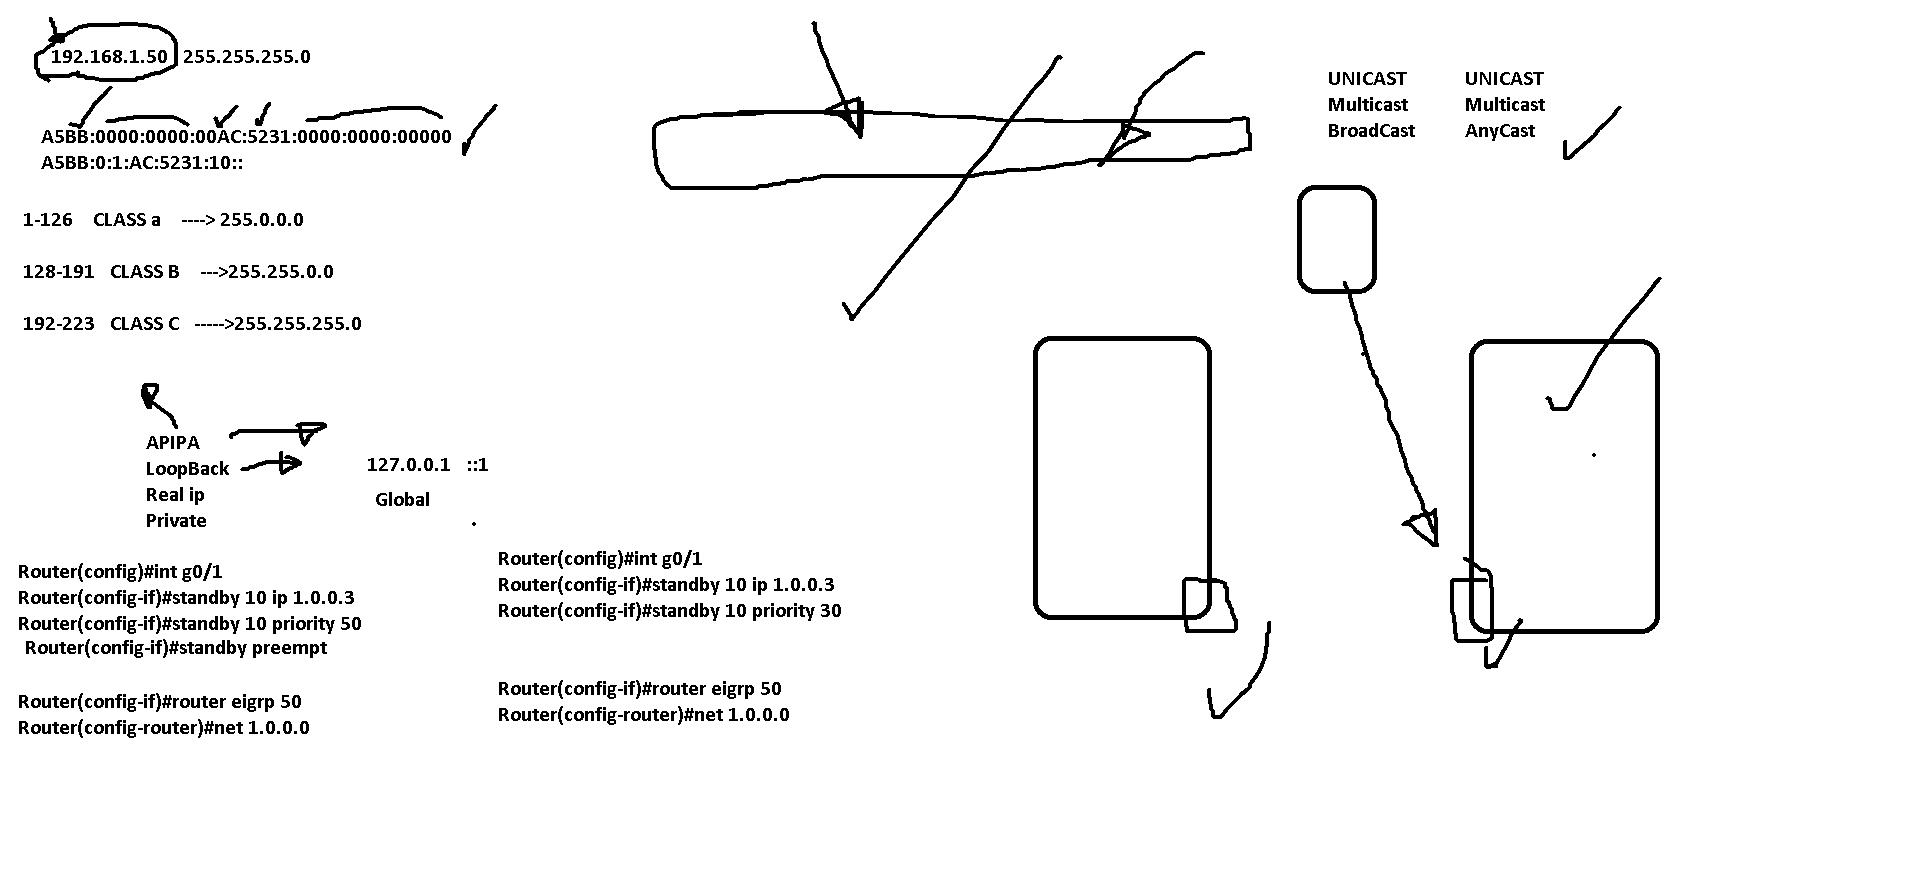 192.168.1.50 255.255.255.0
A5BB:0000:0000:00AC:5231:0000:0000:00000
A5BB:0:1:AC:5231:10::
1-126 CLASS a ----> 255.0.0.0
128-191 CLASS B --->255.255.0.0
192-223 CLASS C ----->255.255.255.0
APIPA
LoopBack
Real ip
Private
127.0.0.1 ::1
Global
Router(config)#int g0/1
Router(config-if)#standby 10 ip 1.0.0.3
Router(config-if)#standby 10 priority 50
Router(config-if)#standby preempt
Router(config-if)#router eigrp 50
Router(config-router)#net 1.0.0.0
Router(config)#int g0/1
Router(config-if)#standby 10 ip 1.0.0.3
Router(config-if)#standby 10 priority 30
Router(config-if)#router eigrp 50
Router(config-router)#net 1.0.0.0
UNICAST
Multicast
BroadCast
UNICAST
Multicast
AnyCast